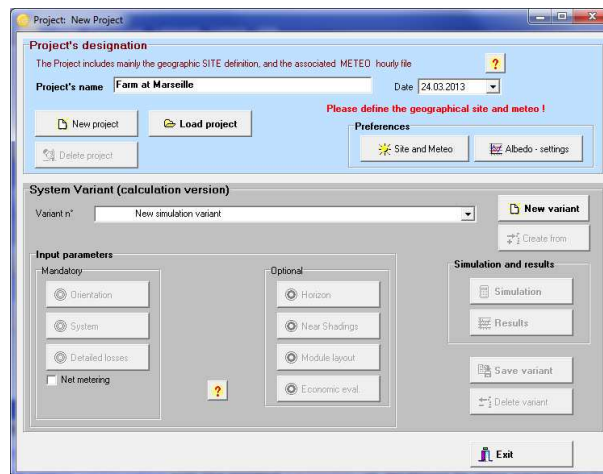 Project: New Project
Project's designation
The Project includes mainly the geographic SITE definition, and the associated METEO hourly file
?
Project's name Farm at Marseille Date 24.03.2013
Please define the geographical site and meteo !
New project Load project
Preferences
Site and Meteo Albedo - settings
Delete project
System Variant (calculation version)
Variant n° New simulation variant
New variant
Create from
Input parameters
Mandatory Optional
Simulation and results
Orientation Horizon Simulation
System Near Shadings Results
Detailed losses Module layout
Net metering
Save variant
? Economic eval.
Delete variant
Exit